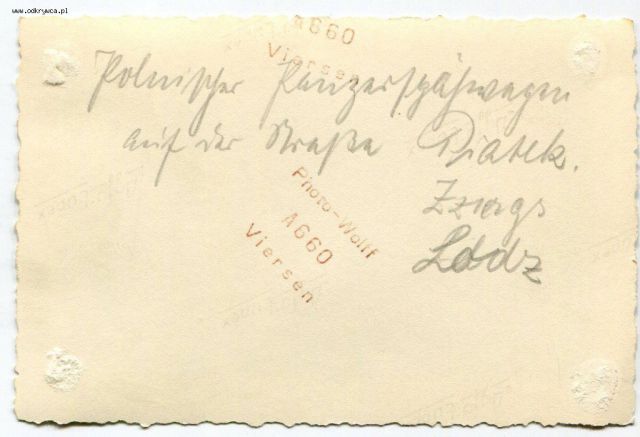 www.odkrywca.pl
A660
Viersen
Polnischer Panzerspähwagen
auf der Straße Piatek.
Lodz
Photo-Wolff
A660
Viersen